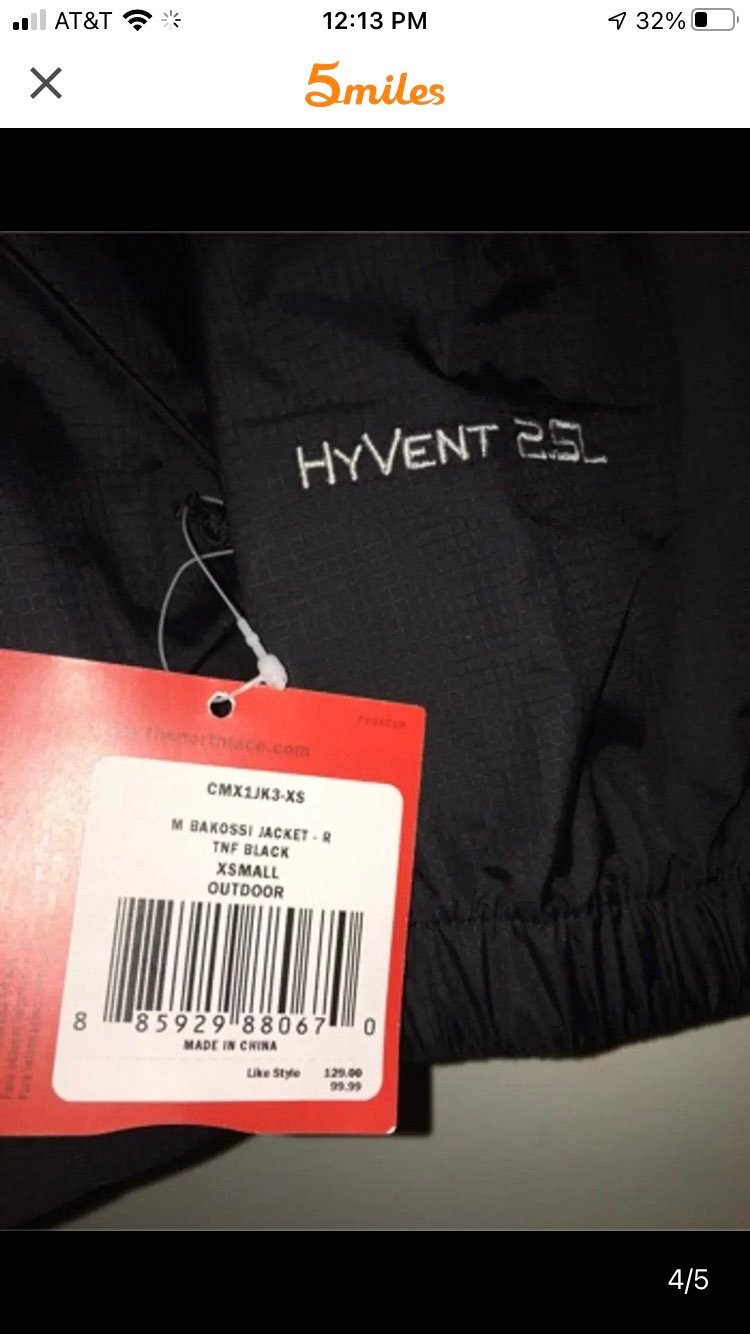 AT&T
12:13 PM
32%
5miles
HYVENT 2.5L
thenorthface.com
CMX1JK3-XS
M BAKOSSI JACKET - R
TNF BLACK
XSMALL
OUTDOOR
8 85929 88067 0
MADE IN CHINA
Like Style 129.00
99.99
4/5